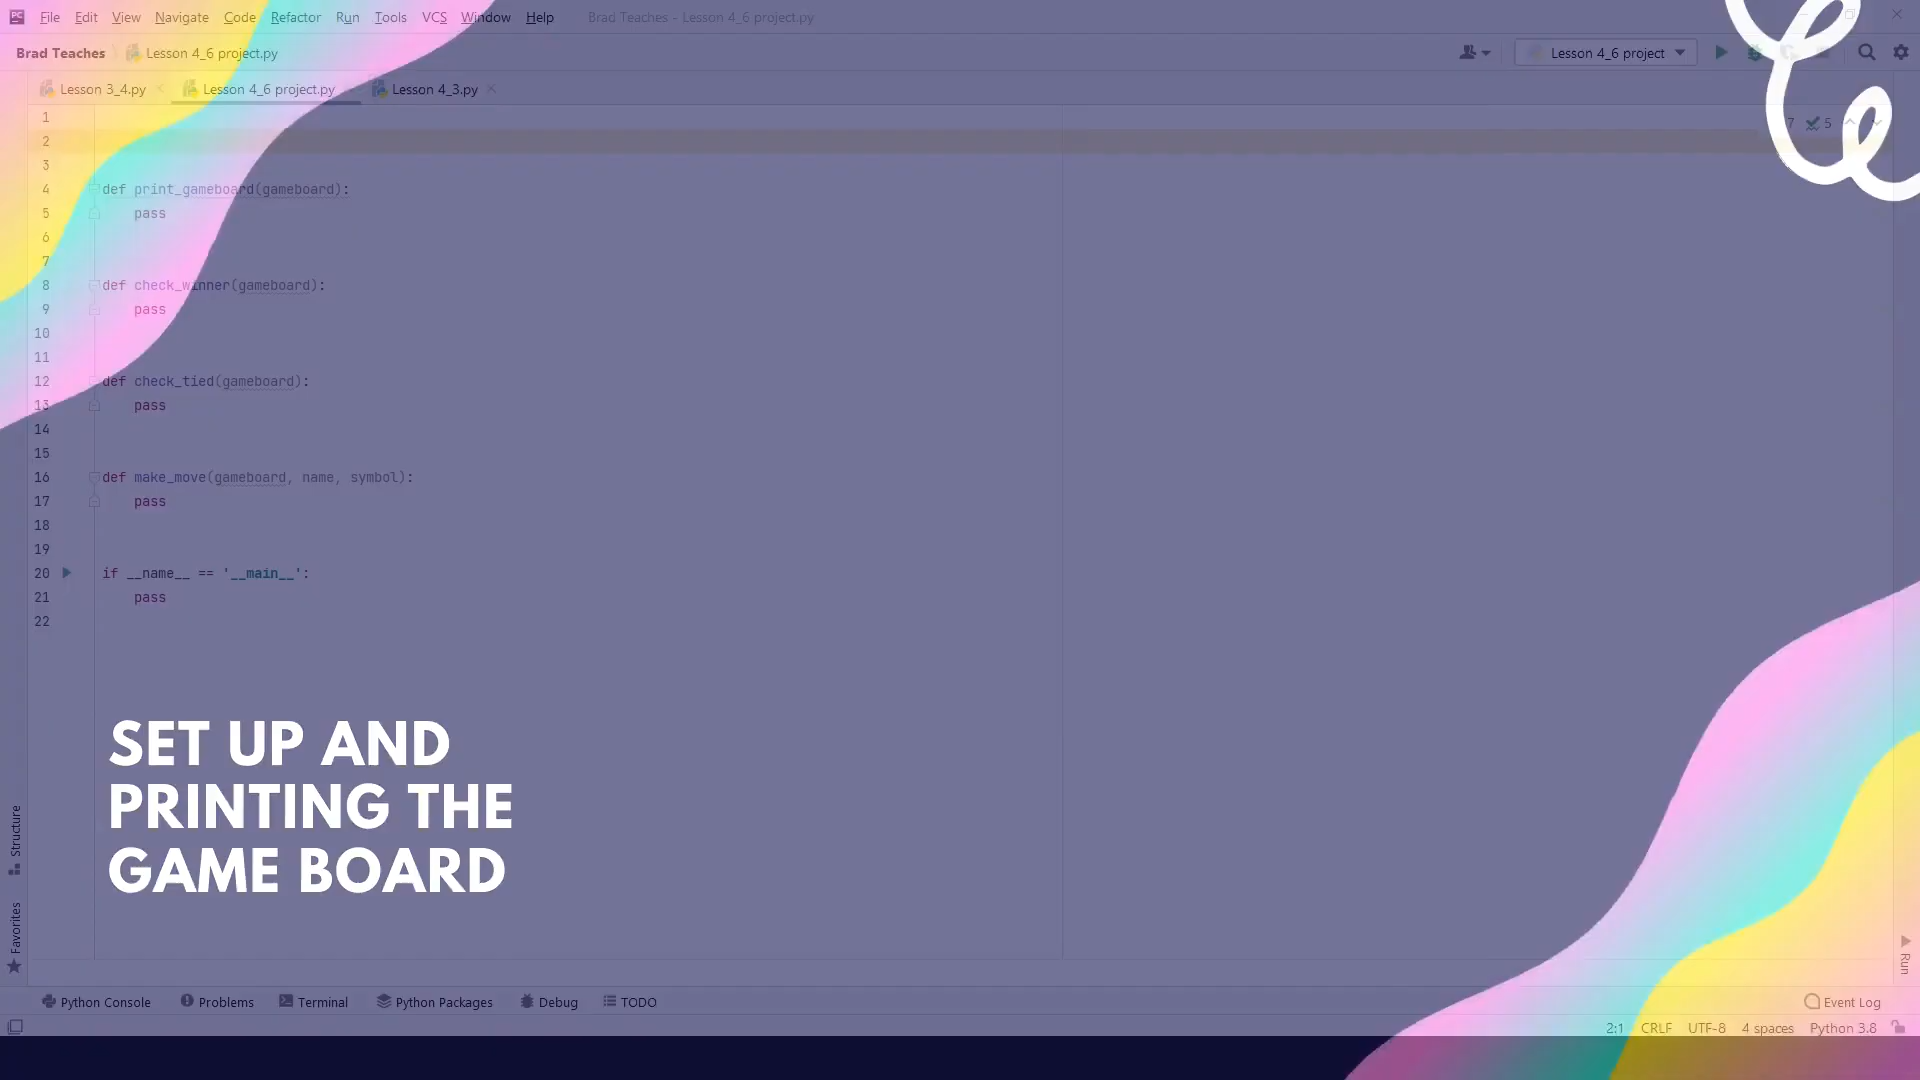 PC File Edit View Navigate Code Refactor Run Tools VCS Window Help Brad Teaches - Lesson 4_6 project.py
Brad Teaches Lesson 4_6 project.py Lesson 4_6 project
Lesson 3_4.py Lesson 4_6 project.py Lesson 4_3.py
1
7 5
2
3
4 def print_gameboard(gameboard):
5 pass
6
7
8 def check_winner(gameboard):
9 pass
10
11
12 def check_tied(gameboard):
13 pass
14
15
16 def make_move(gameboard, name, symbol):
17 pass
18
19
20 if __name__ == '__main__':
21 pass
22
SET UP AND
PRINTING THE
GAME BOARD
Structure
Favorites
Run
Python Console Problems Terminal Python Packages Debug TODO Event Log
2:1 CRLF UTF-8 4 spaces Python 3.8